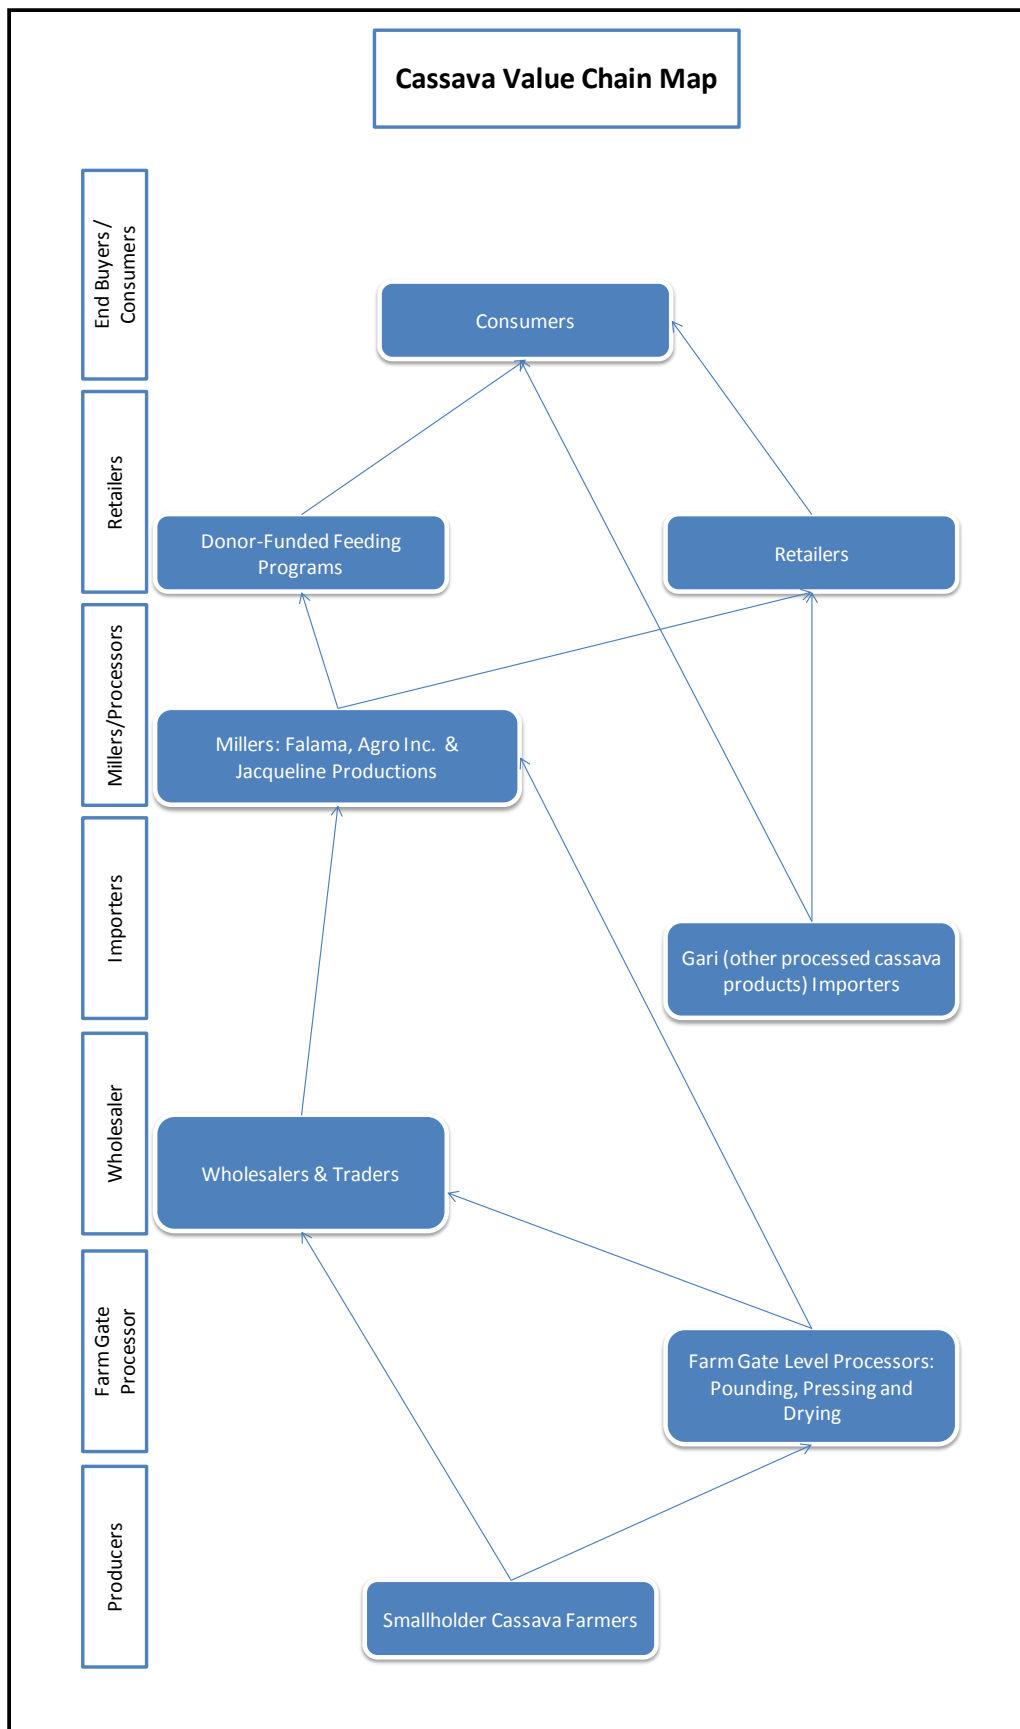 Cassava Value Chain Map
End Buyers /
Consumers
Consumers
Retailers
Donor-Funded Feeding
Programs
Retailers
Millers/Processors
Millers: Falama, Agro Inc. &
Jacqueline Productions
Importers
Gari (other processed cassava
products) Importers
Wholesaler
Wholesalers & Traders
Farm Gate
Processor
Farm Gate Level Processors:
Pounding, Pressing and
Drying
Producers
Smallholder Cassava Farmers